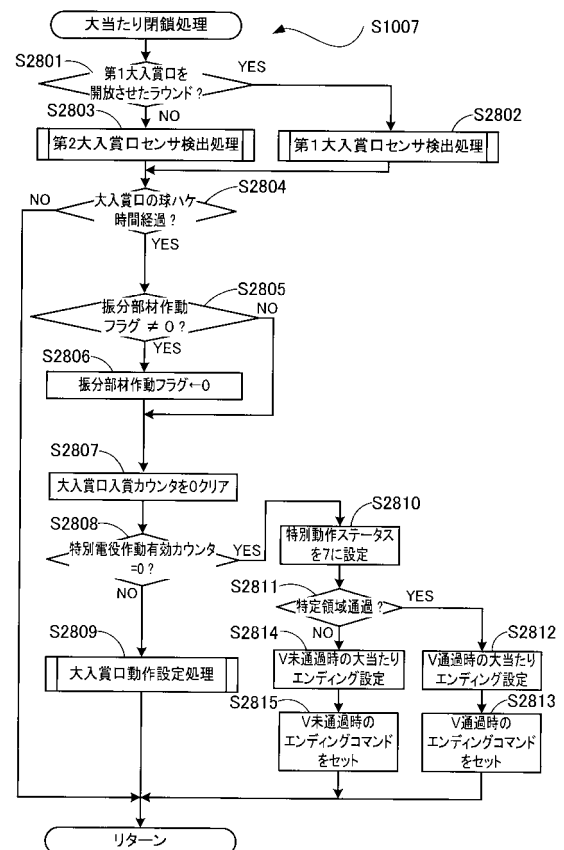 大当たり閉鎖処理
S1007
S2801
第1大入賞口を
開放させたラウンド?
YES
NO
S2803
第2大入賞口センサ検出処理
S2802
第1大入賞口センサ検出処理
S2804
大入賞口の球ハケ
時間経過?
NO
YES
S2805
振分部材作動
フラグ ≠ 0?
NO
YES
S2806
振分部材作動フラグ←0
S2807
大入賞口入賞カウンタを0クリア
S2808
特別電役作動有効カウンタ
=0?
YES
NO
S2810
特別動作ステータス
を7に設定
S2811
特定領域通過?
YES
NO
S2809
大入賞口動作設定処理
S2814
V未通過時の大当たり
エンディング設定
S2812
V通過時の大当たり
エンディング設定
S2815
V未通過時の
エンディングコマンド
をセット
S2813
V通過時の
エンディングコマンド
をセット
リターン